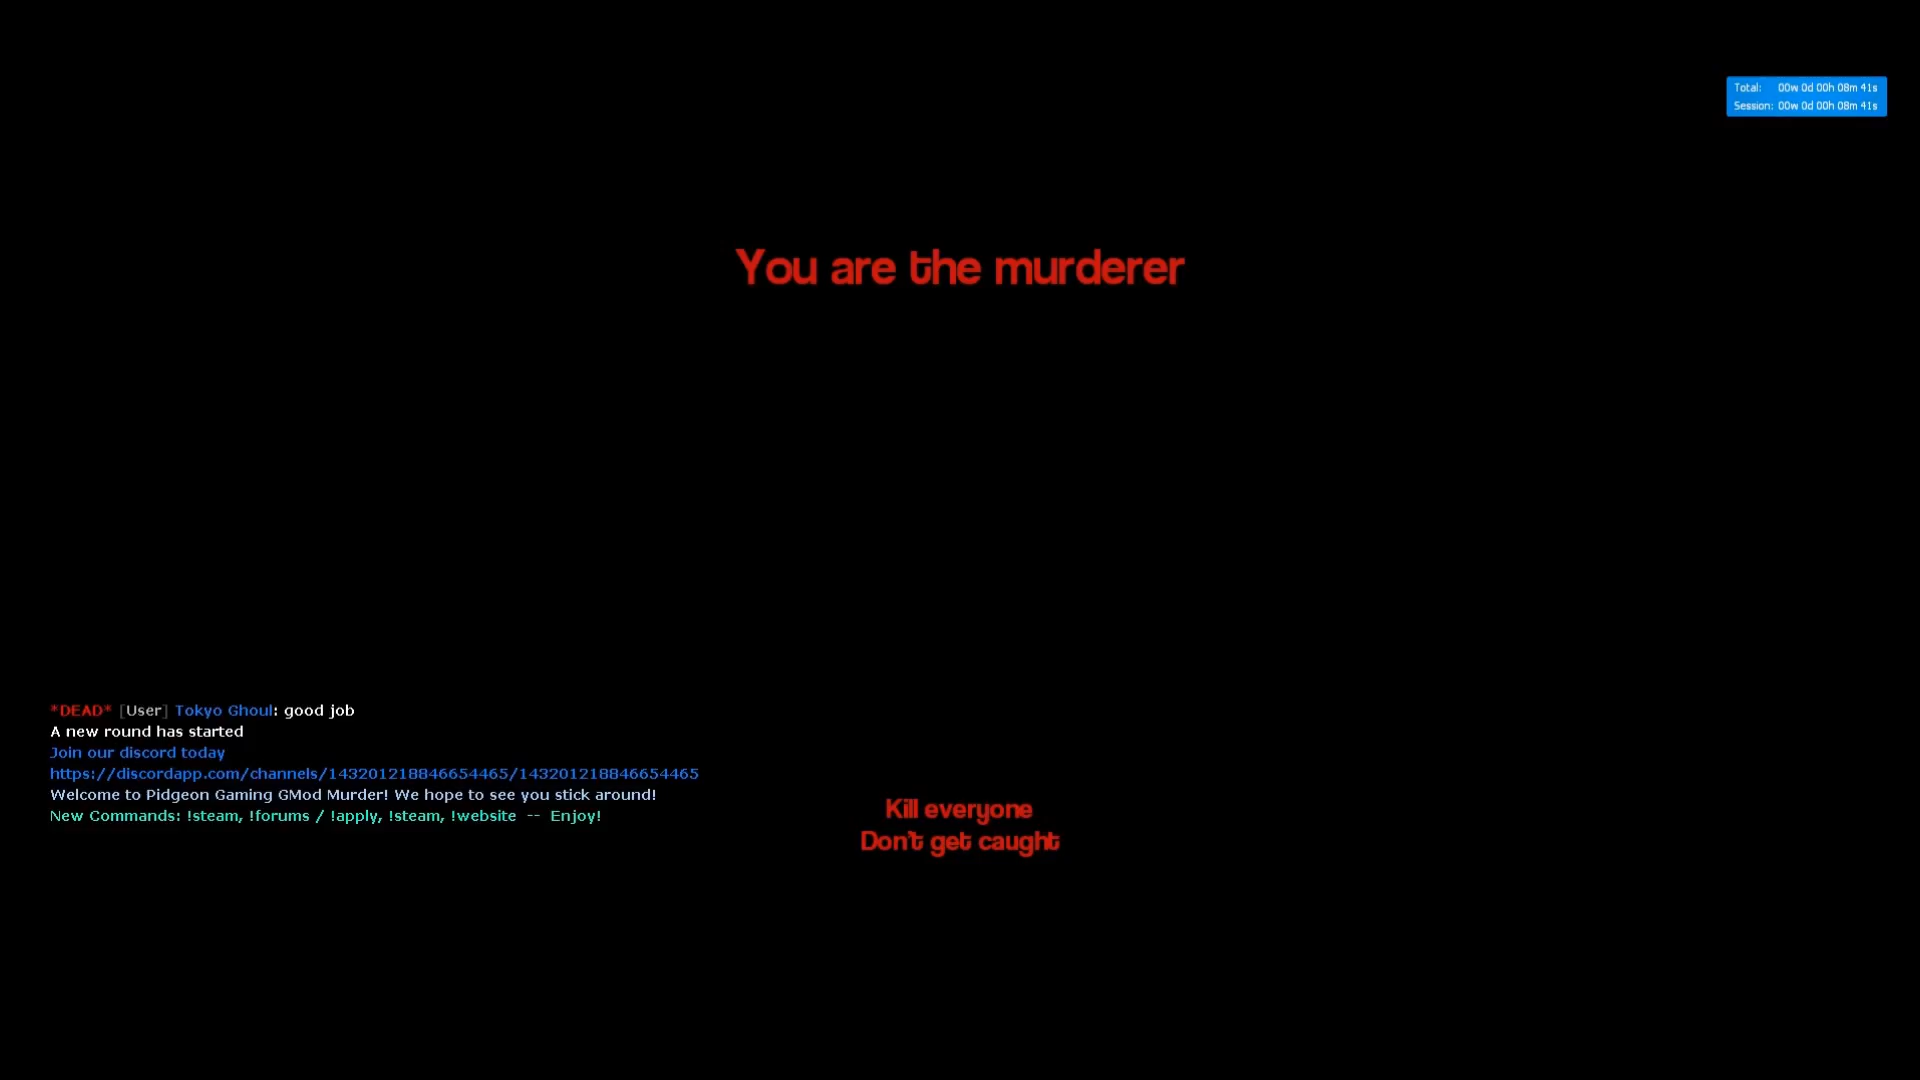 Total: 00w 0d 00h 08m 41s
Session: 00w 0d 00h 08m 41s
You are the murderer
*DEAD* [User] Tokyo Ghoul: good job
A new round has started
Join our discord today
https://discordapp.com/channels/143201218846654465/143201218846654465
Welcome to Pidgeon Gaming GMod Murder! We hope to see you stick around!
New Commands: !steam, !forums / !apply, !steam, !website -- Enjoy!
Kill everyone
Don't get caught